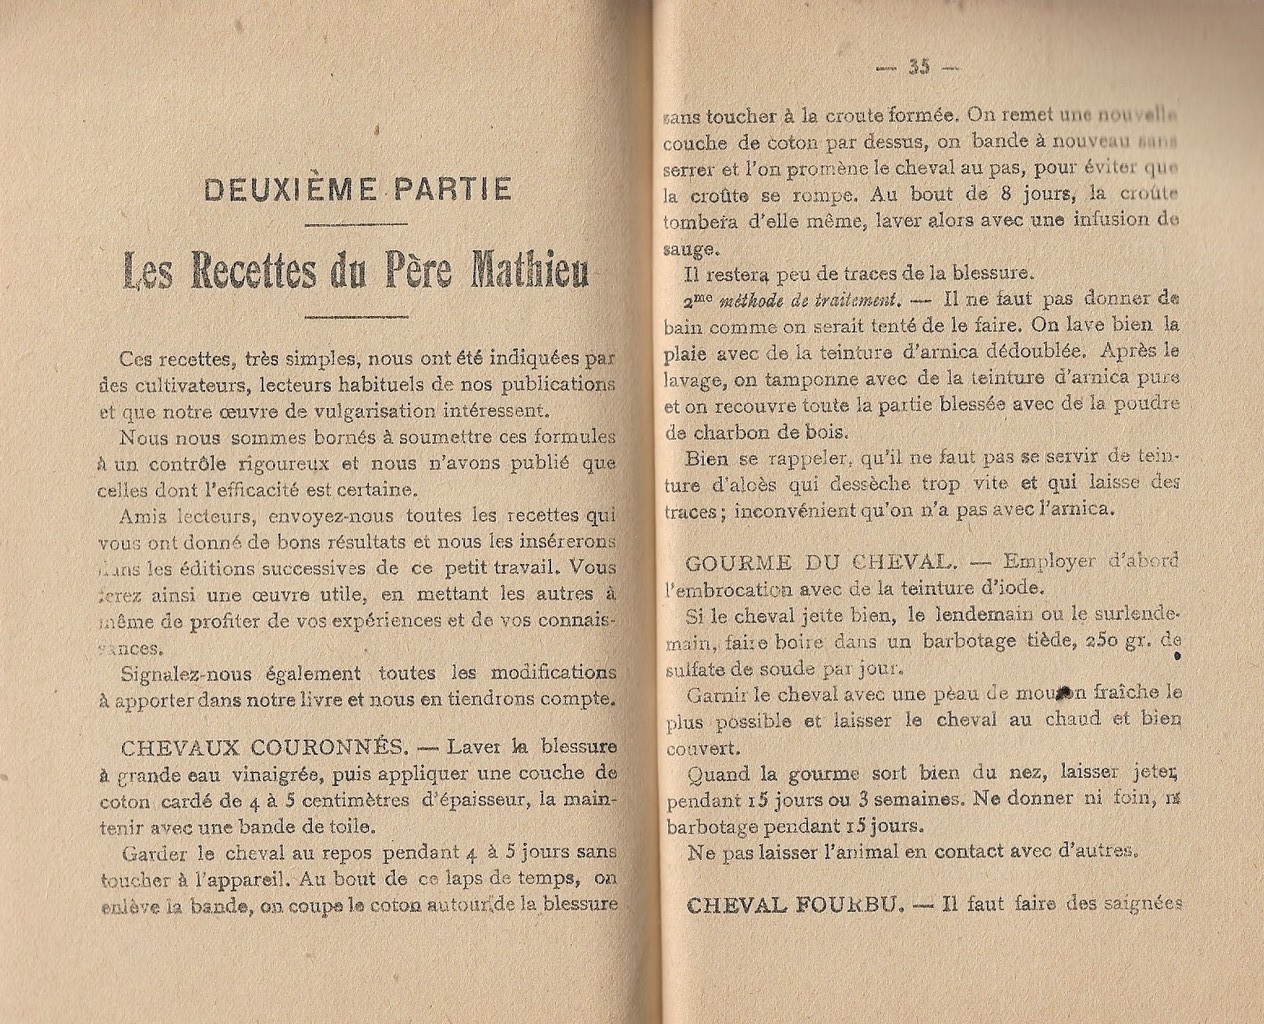 DEUXIÈME PARTIE
Les Recettes du Père Mathieu
Ces recettes, très simples, nous ont été indiquées par
des cultivateurs, lecteurs habituels de nos publications
et que notre œuvre de vulgarisation intéressent.
Nous nous sommes bornés à soumettre ces formules
à un contrôle rigoureux et nous n'avons publié que
celles dont l'efficacité est certaine.
Amis lecteurs, envoyez-nous toutes les recettes qui
vous ont donné de bons résultats et nous les insérerons
dans les éditions successives de ce petit travail. Vous
ferez ainsi une œuvre utile, en mettant les autres à
même de profiter de vos expériences et de vos connais-
sances.
Signalez-nous également toutes les modifications
à apporter dans notre livre et nous en tiendrons compte.
CHEVAUX COURONNÉS. — Laver la blessure
à grande eau vinaigrée, puis appliquer une couche de
coton cardé de 4 à 5 centimètres d'épaisseur, la main-
tenir avec une bande de toile.
Garder le cheval au repos pendant 4 à 5 jours sans
toucher à l'appareil. Au bout de ce laps de temps, on
enlève la bande, on coupe le coton autour de la blessure
— 35 —
sans toucher à la croute formée. On remet une nouvelle
couche de coton par dessus, on bande à nouveau sans
serrer et l'on promène le cheval au pas, pour éviter que
la croûte se rompe. Au bout de 8 jours, la croûte
tombera d'elle même, laver alors avec une infusion de
sauge.
Il restera peu de traces de la blessure.
2me méthode de traitement. — Il ne faut pas donner de
bain comme on serait tenté de le faire. On lave bien la
plaie avec de la teinture d'arnica dédoublée. Après le
lavage, on tamponne avec de la teinture d'arnica pure
et on recouvre toute la partie blessée avec de la poudre
de charbon de bois.
Bien se rappeler, qu'il ne faut pas se servir de tein-
ture d'aloès qui dessèche trop vite et qui laisse des
traces ; inconvénient qu'on n'a pas avec l'arnica.
GOURME DU CHEVAL. — Employer d'abord
l'embrocation avec de la teinture d'iode.
Si le cheval jette bien, le lendemain ou le surlende-
main, faire boire dans un barbotage tiède, 250 gr. de
sulfate de soude par jour.
Garnir le cheval avec une peau de mouton fraîche le
plus possible et laisser le cheval au chaud et bien
couvert.
Quand la gourme sort bien du nez, laisser jeter,
pendant 15 jours ou 3 semaines. Ne donner ni foin, ni
barbotage pendant 15 jours.
Ne pas laisser l'animal en contact avec d'autres.
CHEVAL FOURBU. — Il faut faire des saignées